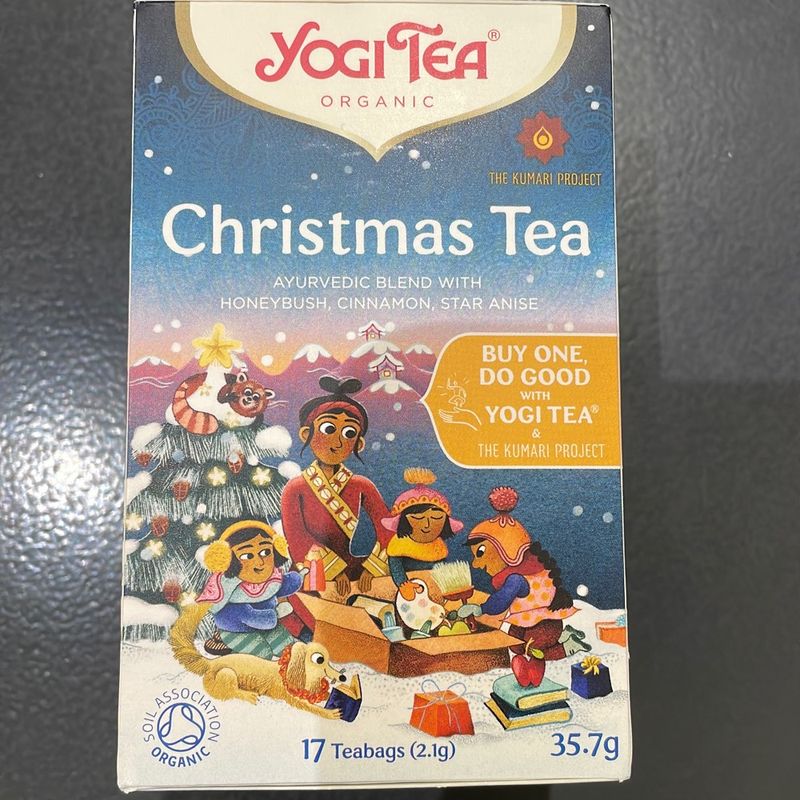 YOGI TEA®
ORGANIC
THE KUMARI PROJECT
Christmas Tea
AYURVEDIC BLEND WITH
HONEYBUSH, CINNAMON, STAR ANISE
BUY ONE,
DO GOOD
WITH
YOGI TEA®
&
THE KUMARI PROJECT
SOIL ASSOCIATION
ORGANIC
17 Teabags (2.1g)
35.7g